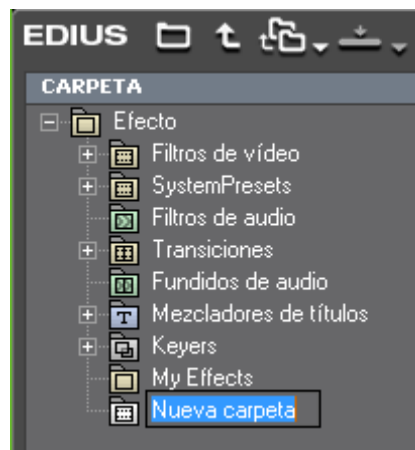 EDIUS
CARPETA
Efecto
Filtros de vídeo
SystemPresets
Filtros de audio
Transiciones
Fundidos de audio
T Mezcladores de títulos
Keyers
My Effects
Nueva carpeta